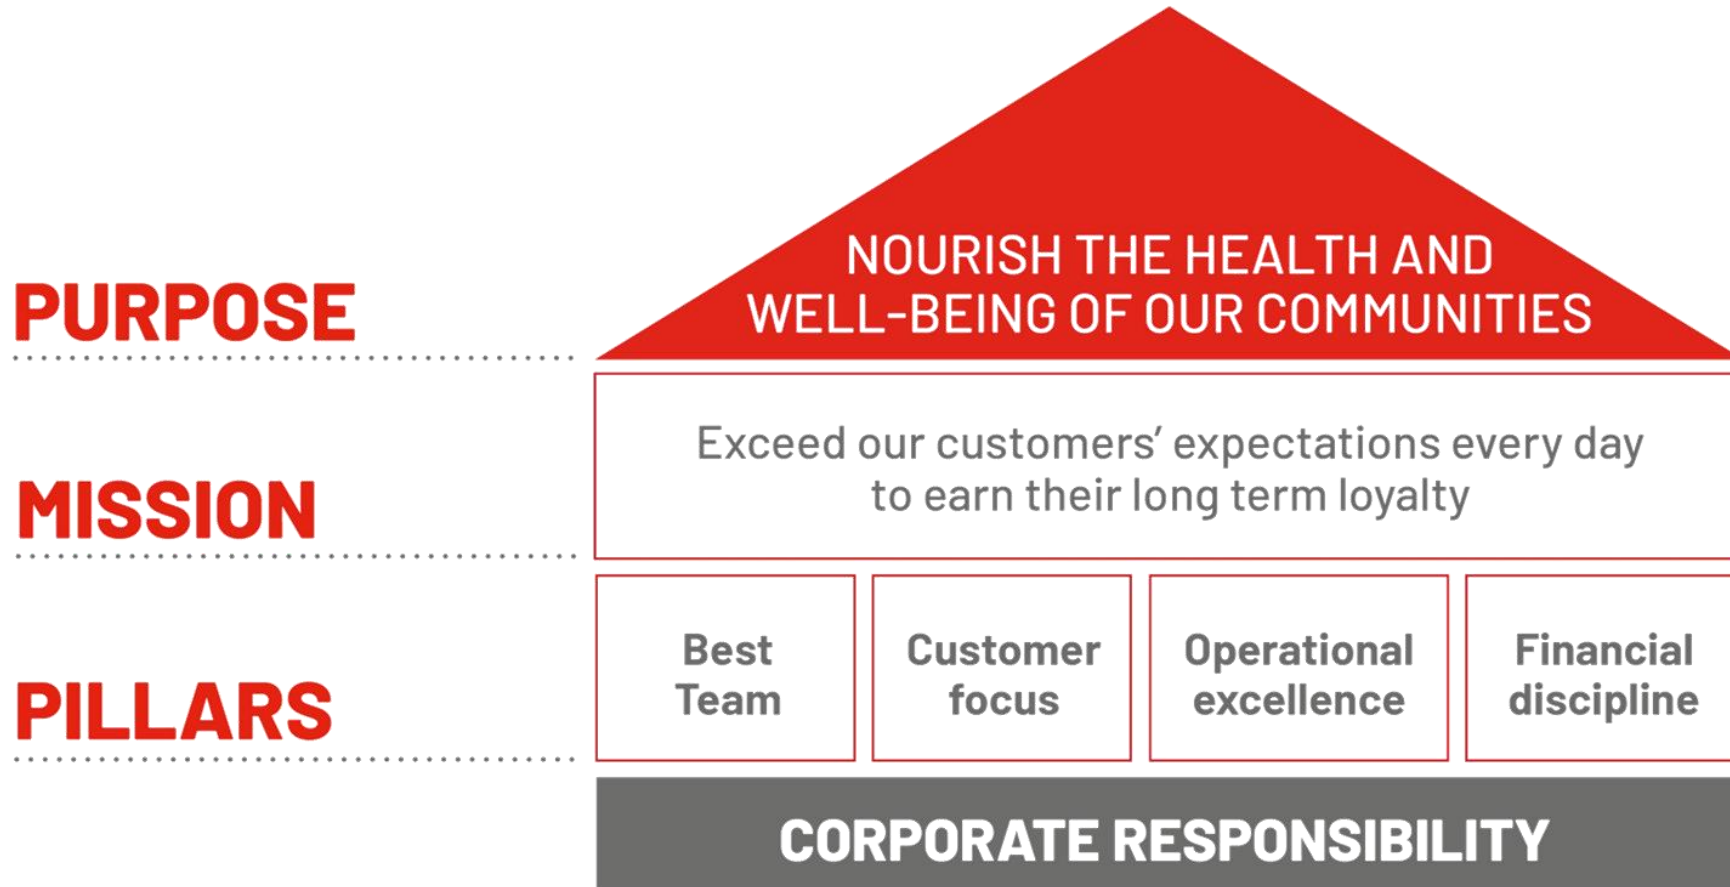 PURPOSE
NOURISH THE HEALTH AND
WELL-BEING OF OUR COMMUNITIES
MISSION
Exceed our customers’ expectations every day
to earn their long term loyalty
PILLARS
Best
Team
Customer
focus
Operational
excellence
Financial
discipline
CORPORATE RESPONSIBILITY